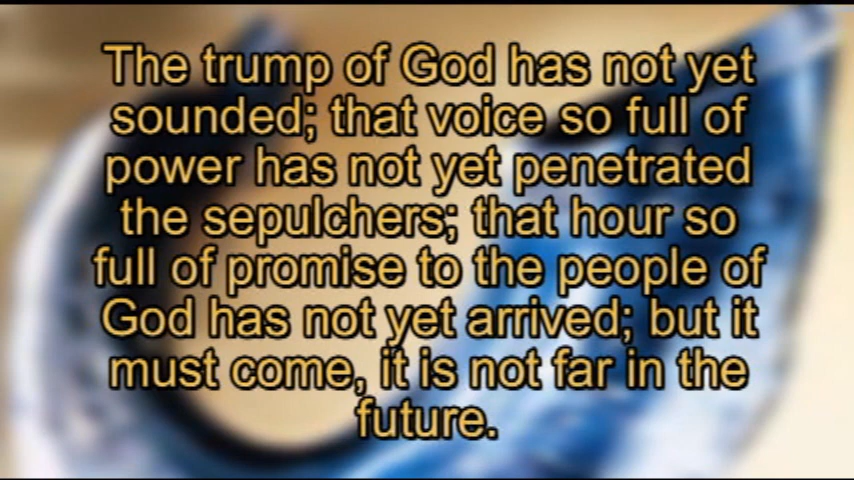 The trump of God has not yet
sounded; that voice so full of
power has not yet penetrated
the sepulchers; that hour so
full of promise to the people of
God has not yet arrived; but it
must come, it is not far in the
future.